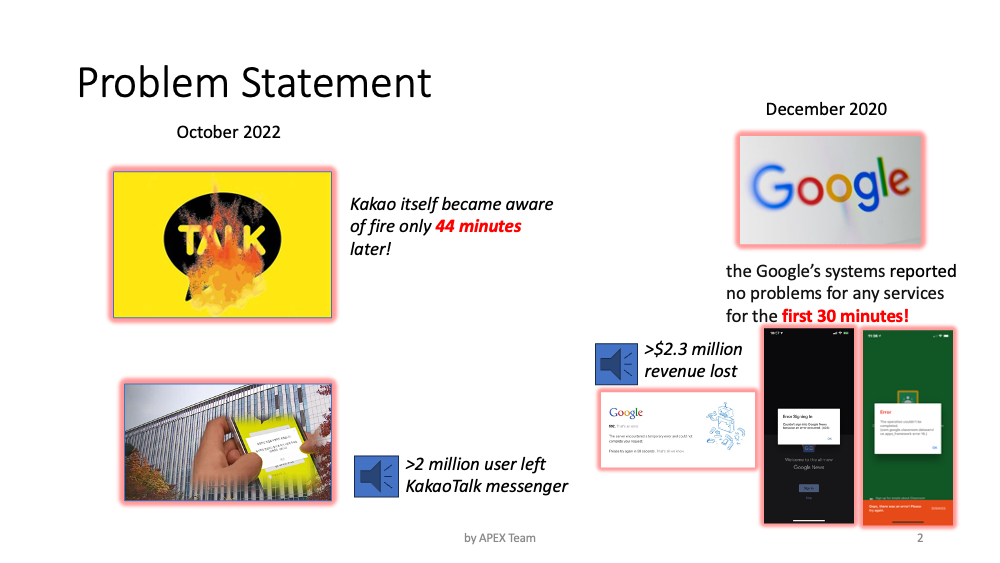 Problem Statement
October 2022
TALK
Kakao itself became aware
of fire only 44 minutes
later!
>2 million user left
KakaoTalk messenger
December 2020
Google
the Google's systems reported
no problems for any services
for the first 30 minutes!
>$2.3 million
revenue lost
Google
502. That's an error.
The server encountered a temporary error and could not
complete your request.
Please try again in 30 seconds. That's all we know.
Error Signing In
Google News
Error
by APEX Team
2